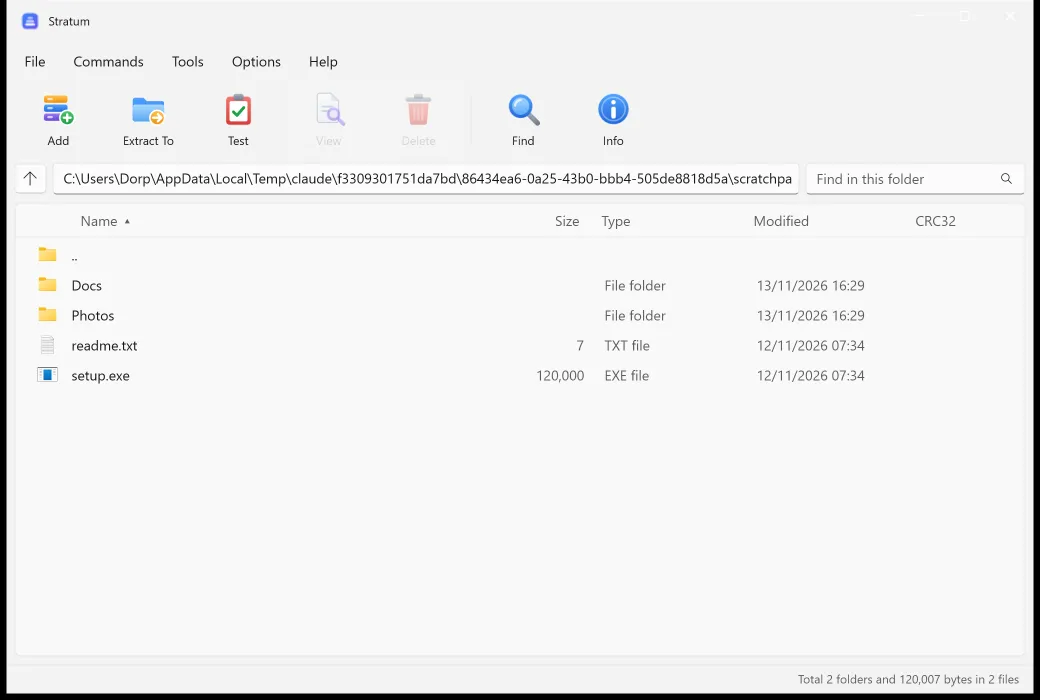 Stratum
File Commands Tools Options Help
Add Extract To Test View Delete Find Info
C:\Users\Dorp\AppData\Local\Temp\claude\f3309301751da7bd\86434ea6-0a25-43b0-bbb4-505de8818d5a\scratchpa Find in this folder
Name Size Type Modified CRC32
..
Docs File folder 13/11/2026 16:29
Photos File folder 13/11/2026 16:29
readme.txt 7 TXT file 12/11/2026 07:34
setup.exe 120,000 EXE file 12/11/2026 07:34
Total 2 folders and 120,007 bytes in 2 files